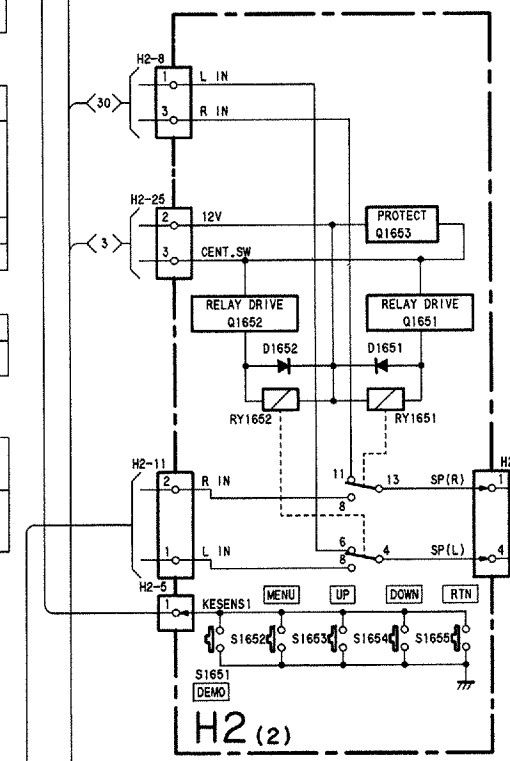 H2-8
1 L IN
30
3 R IN
H2-25
2 12V
PROTECT
Q1653
3
3 CENT.SW
RELAY DRIVE
Q1652
RELAY DRIVE
Q1651
D1652 D1651
RY1652 RY1651
H2-11
2 R IN
11 13 SP(R) 1
8
H2
6
1 L IN
8 4 SP(L) 4
H2-5
1 KESENS1
MENU UP DOWN RTN
S1652 S1653 S1654 S1655
S1651
DEMO
H2 (2)